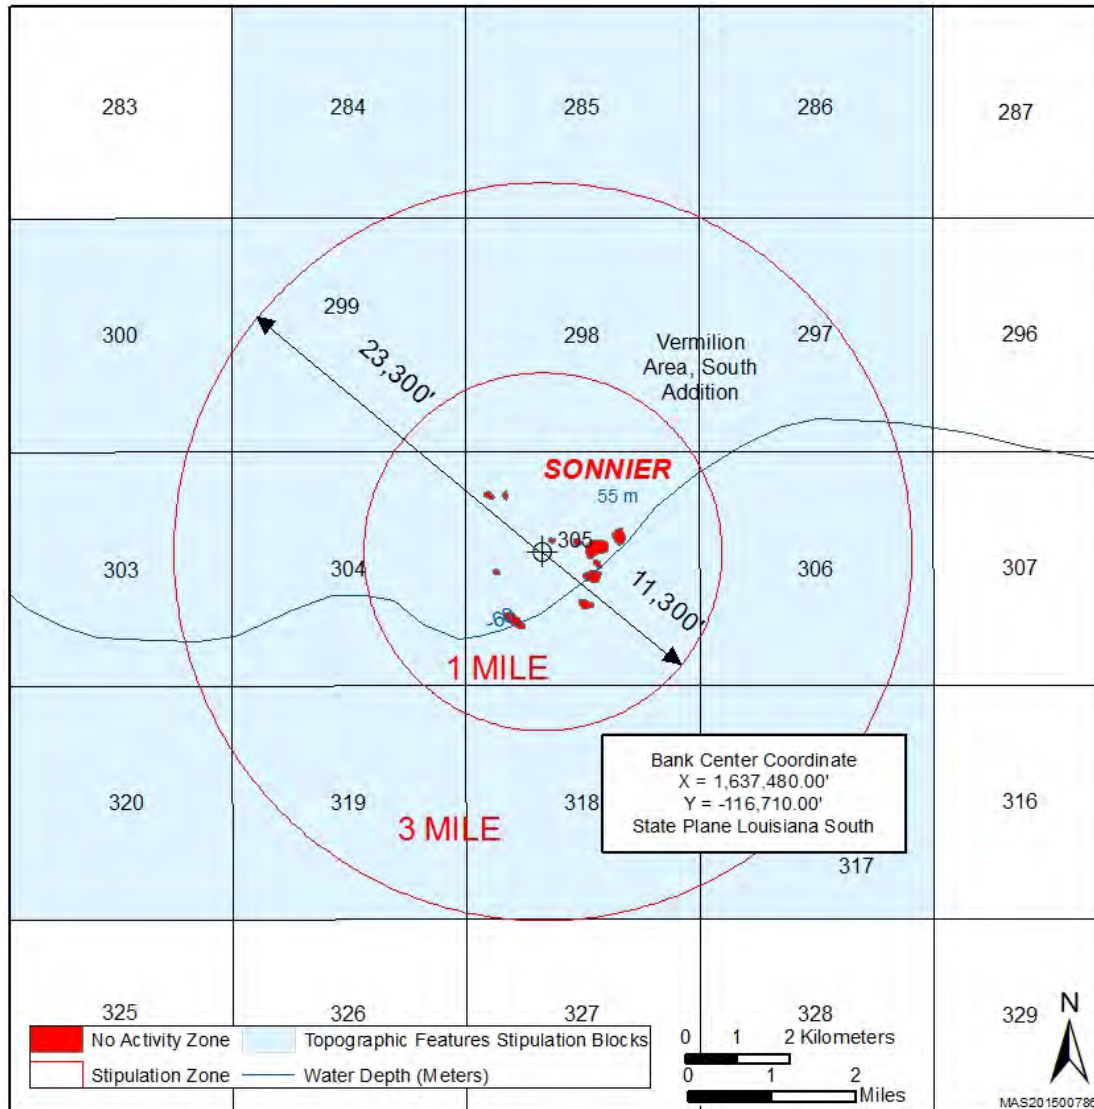 283
284
285
286
287
300
299
298
297
296
Vermilion
Area, South
Addition
23,300'
SONNIER
55 m
305
303
304
306
307
11,300'
1 MILE
Bank Center Coordinate
X = 1,637,480.00'
Y = -116,710.00'
State Plane Louisiana South
320
319
318
316
3 MILE
317
325
326
327
328
329
N
No Activity Zone
Topographic Features Stipulation Blocks
Stipulation Zone
Water Depth (Meters)
0 1 2 Kilometers
0 1 2
Miles
MAS201500786